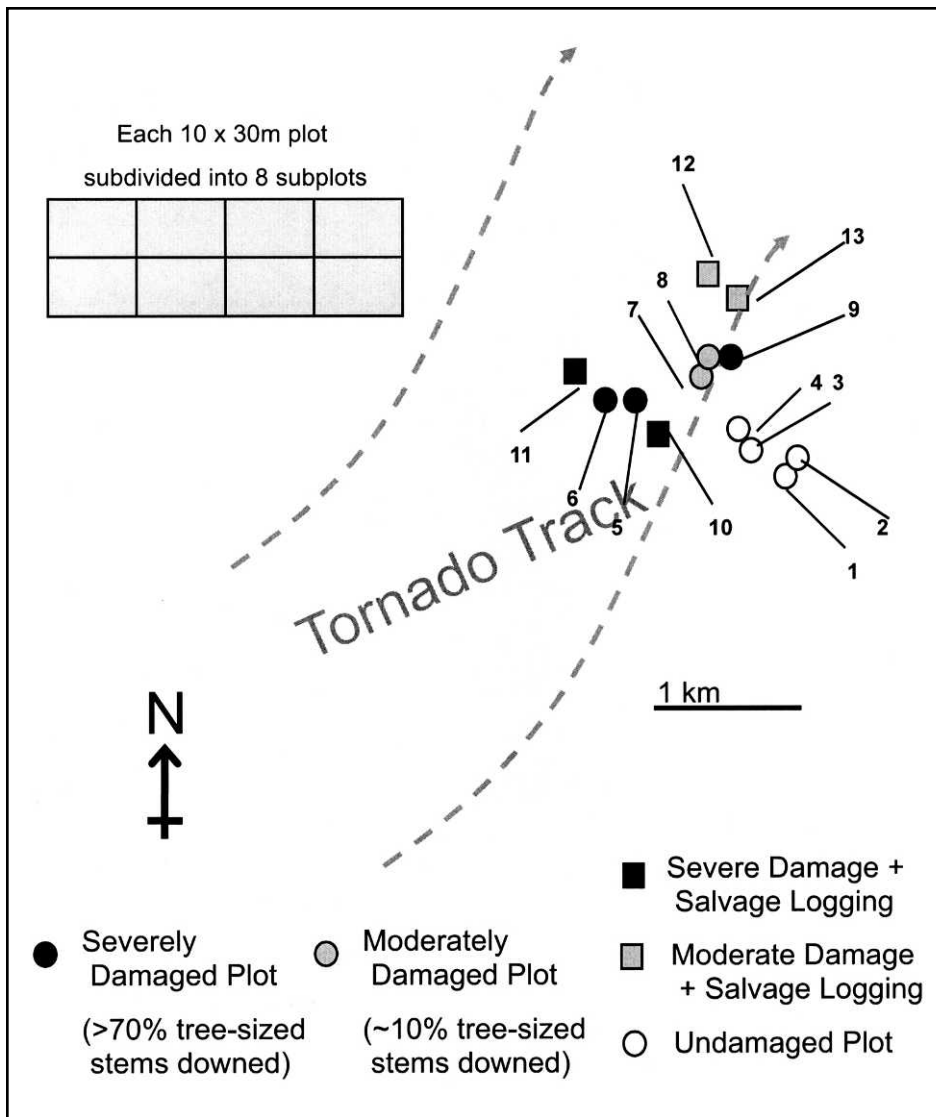 Each 10 x 30m plot
subdivided into 8 subplots
12
13
8
7
9
4 3
11
6
5
10
2
1
Tornado Track
1 km
N
Severe Damage +
Salvage Logging
Severely
Damaged Plot
(>70% tree-sized
stems downed)
Moderately
Damaged Plot
(~10% tree-sized
stems downed)
Moderate Damage
+ Salvage Logging
Undamaged Plot